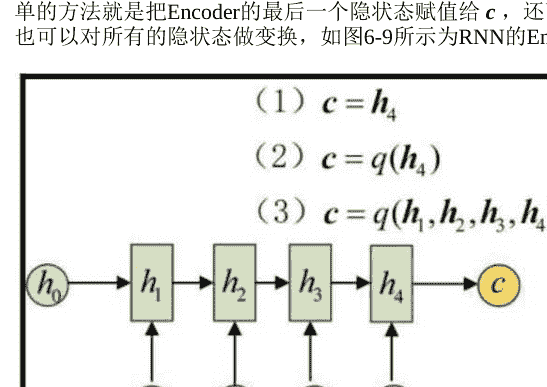 单的方法就是把Encoder的最后一个隐状态赋值给 c ，还
也可以对所有的隐状态做变换，如图6-9所示为RNN的En
（1） c = h₄
（2） c = q(h₄)
（3） c = q(h₁,h₂,h₃,h₄
h₀ h₁ h₂ h₃ h₄ c